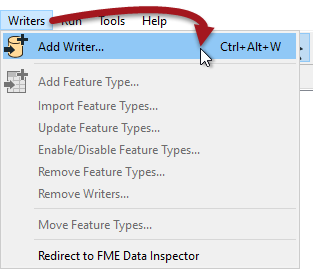 Writers Run Tools Help
Add Writer... Ctrl+Alt+W
Add Feature Type...
Import Feature Types...
Update Feature Types...
Enable/Disable Feature Types...
Remove Feature Types...
Remove Writers...
Move Feature Types...
Redirect to FME Data Inspector